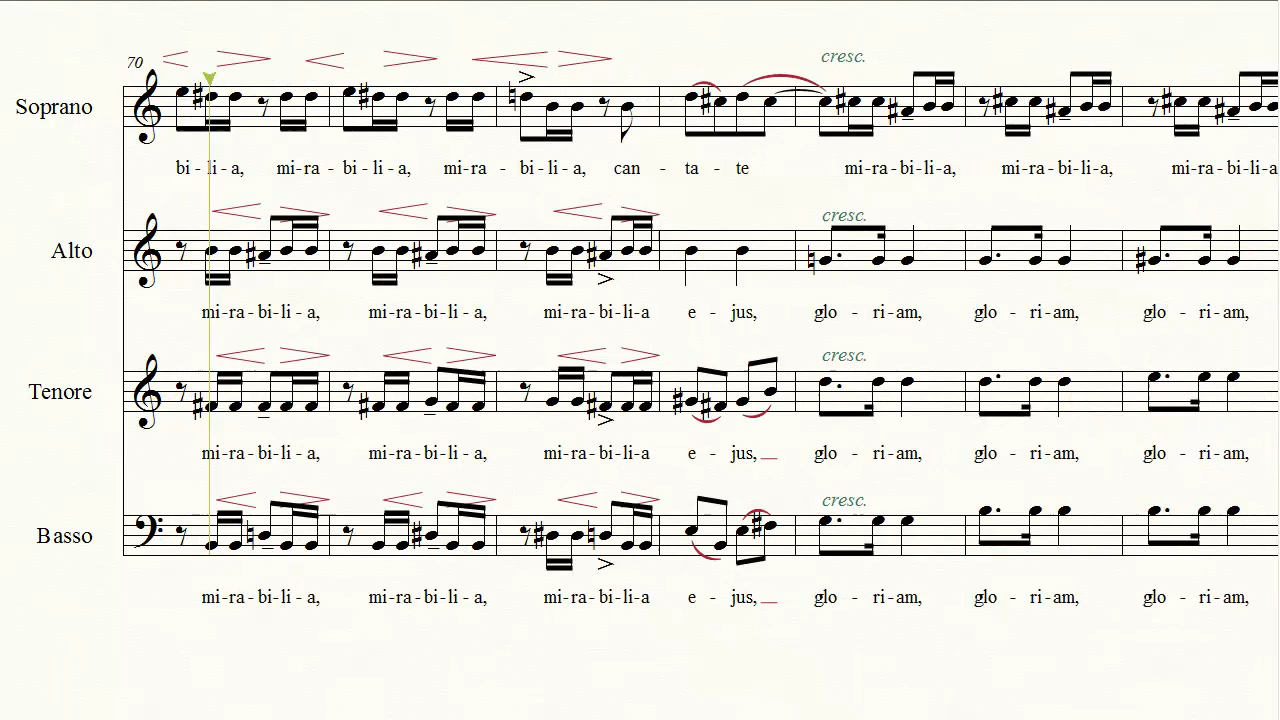 70
cresc.
Soprano
bi - li - a, mi-ra - bi - li - a, mi-ra - bi - li - a, can - ta - te mi-ra-bi-li-a, mi-ra-bi-li-a, mi-ra-bi-li-a
cresc.
Alto
mi-ra-bi-li-a, mi-ra-bi-li-a, mi-ra-bi-li-a e - jus, glo - ri-am, glo - ri-am, glo - ri-am,
cresc.
Tenore
mi-ra-bi-li-a, mi-ra-bi-li-a, mi-ra-bi-li-a e - jus, glo - ri-am, glo - ri-am, glo - ri-am,
cresc.
Basso
mi-ra-bi-li-a, mi-ra-bi-li-a, mi-ra-bi-li-a e - jus, glo - ri-am, glo - ri-am, glo - ri-am,